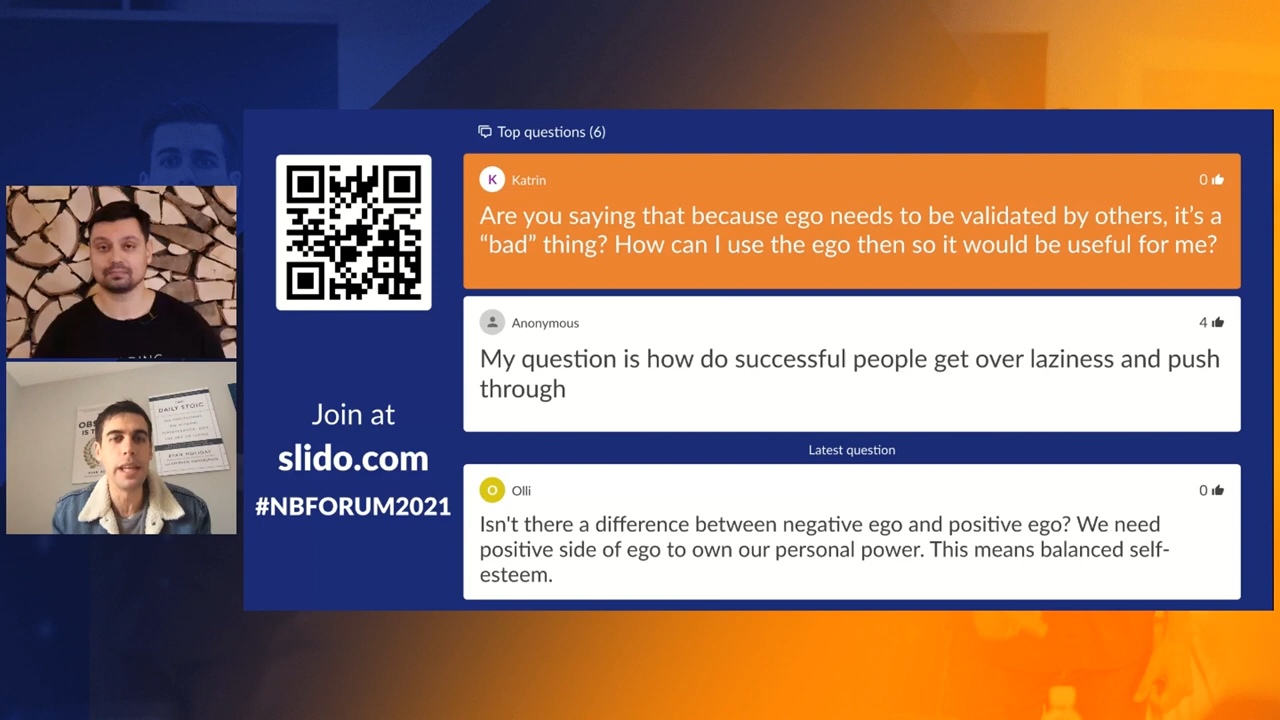 Top questions (6)
K
Katrin
0
Are you saying that because ego needs to be validated by others, it's a
“bad” thing? How can I use the ego then so it would be useful for me?
Anonymous
4
My question is how do successful people get over laziness and push
through
Latest question
O
Olli
0
Isn't there a difference between negative ego and positive ego? We need
positive side of ego to own our personal power. This means balanced self-
esteem.
Join at
slido.com
#NBFORUM2021
DAILY STOIC
RYAN HOLIDAY